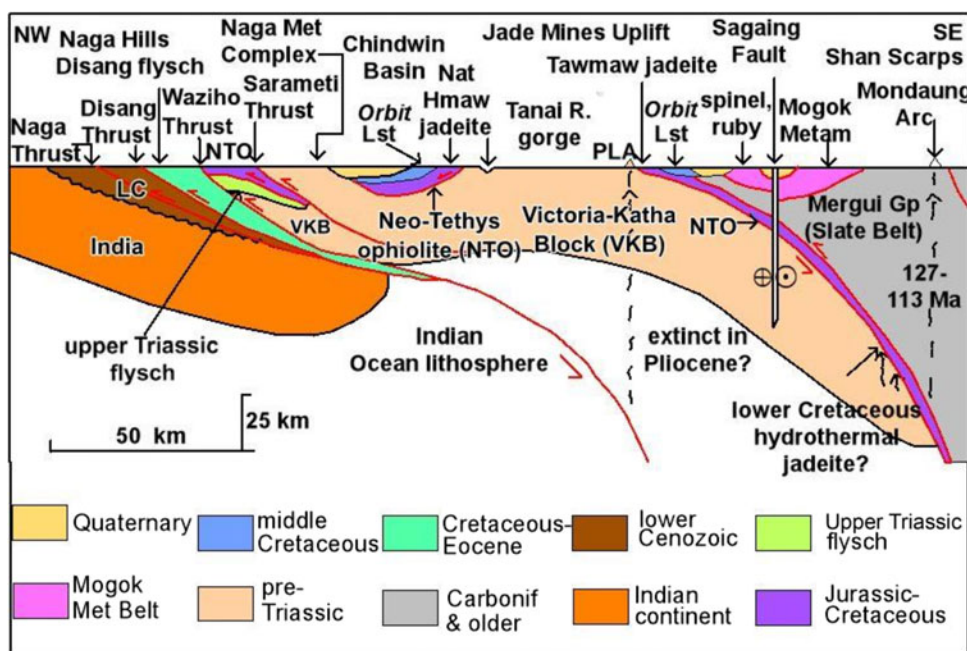 NW
Naga Hills
Disang flysch
Disang
Thrust
Naga
Thrust
Waziho
Thrust
NTO
Naga Met
Complex
Sarameti
Thrust
Chindwin
Basin
Orbit
Lst
Nat
Hmaw
jadeite
Jade Mines Uplift
Tanai R.
gorge
Tawmaw jadeite
PLA
Orbit
Lst
Sagaing
Fault
spinel,
ruby
Mogok
Metam
SE
Shan Scarps
Mondaung
Arc
LC
India
VKB
Neo-Tethys
ophiolite (NTO)
Victoria-Katha
Block (VKB)
NTO
Mergui Gp
(Slate Belt)
127-
113 Ma
upper Triassic
flysch
Indian
Ocean lithosphere
extinct in
Pliocene?
lower Cretaceous
hydrothermal
jadeite?
50 km
25 km
Quaternary
middle
Cretaceous
Cretaceous-
Eocene
lower
Cenozoic
Upper Triassic
flysch
Mogok
Met Belt
pre-
Triassic
Carbonif
& older
Indian
continent
Jurassic-
Cretaceous